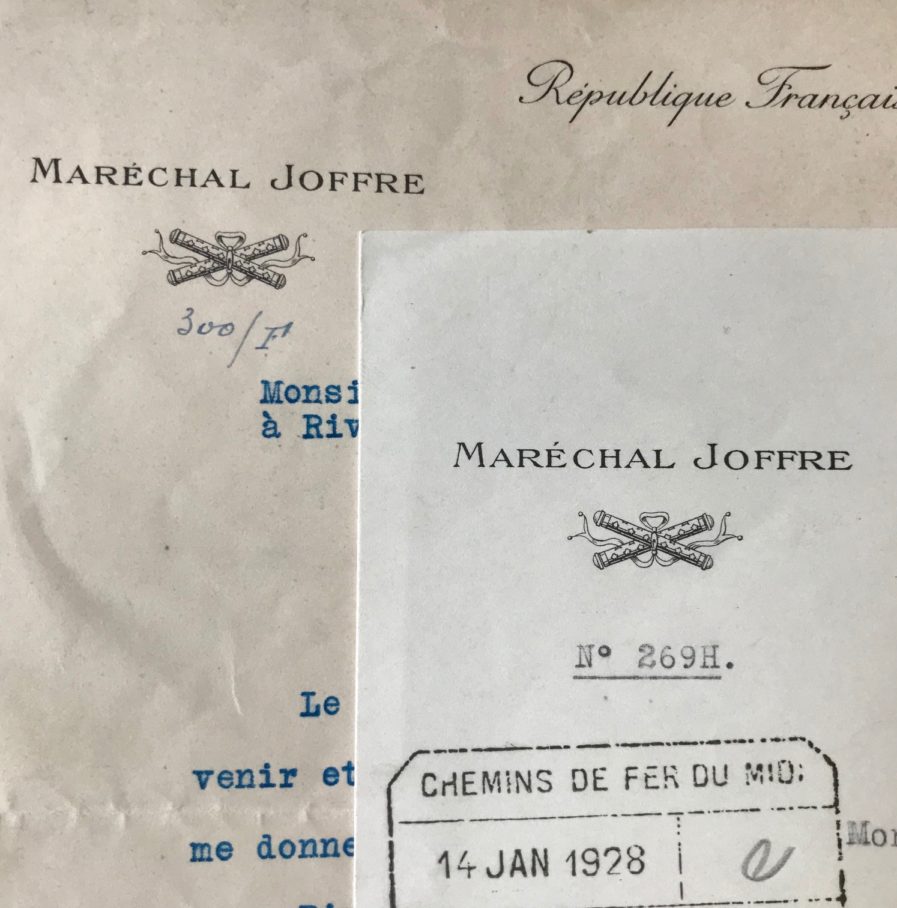 République Françai
MARÉCHAL JOFFRE
300/F
Monsi
à Riv
Le
venir et
me donne
MARÉCHAL JOFFRE
Nº 269H.
CHEMINS DE FER DU MIDI
14 JAN 1928
e
Mon